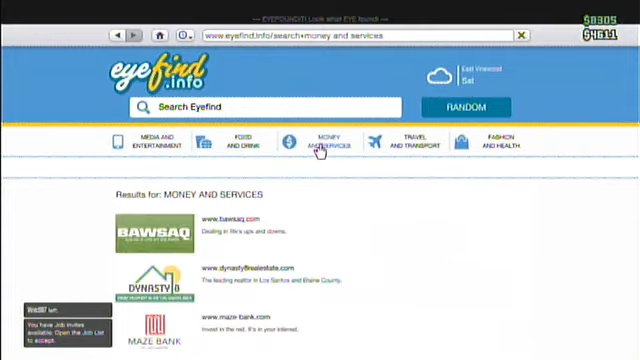 — EYEFOUNDIT! Look what EYE found! —
$8305
$4611
www.eyefind.info/search+money and services
eyefind
.info
East Vinewood
Sat
Search Eyefind
RANDOM
MEDIA AND
ENTERTAINMENT
FOOD
AND DRINK
MONEY
AND SERVICES
TRAVEL
AND TRANSPORT
FASHION
AND HEALTH
Results for: MONEY AND SERVICES
BAWSAQ
www.bawsaq.com
Dealing in life's ups and downs.
DYNASTY 8
www.dynasty8realestate.com
The leading realtor in Los Santos and Blaine County.
MAZE BANK
www.maze-bank.com
Invest in the red. It's in your interest.
left.
You have Job invites
available. Open the Job List
to accept.